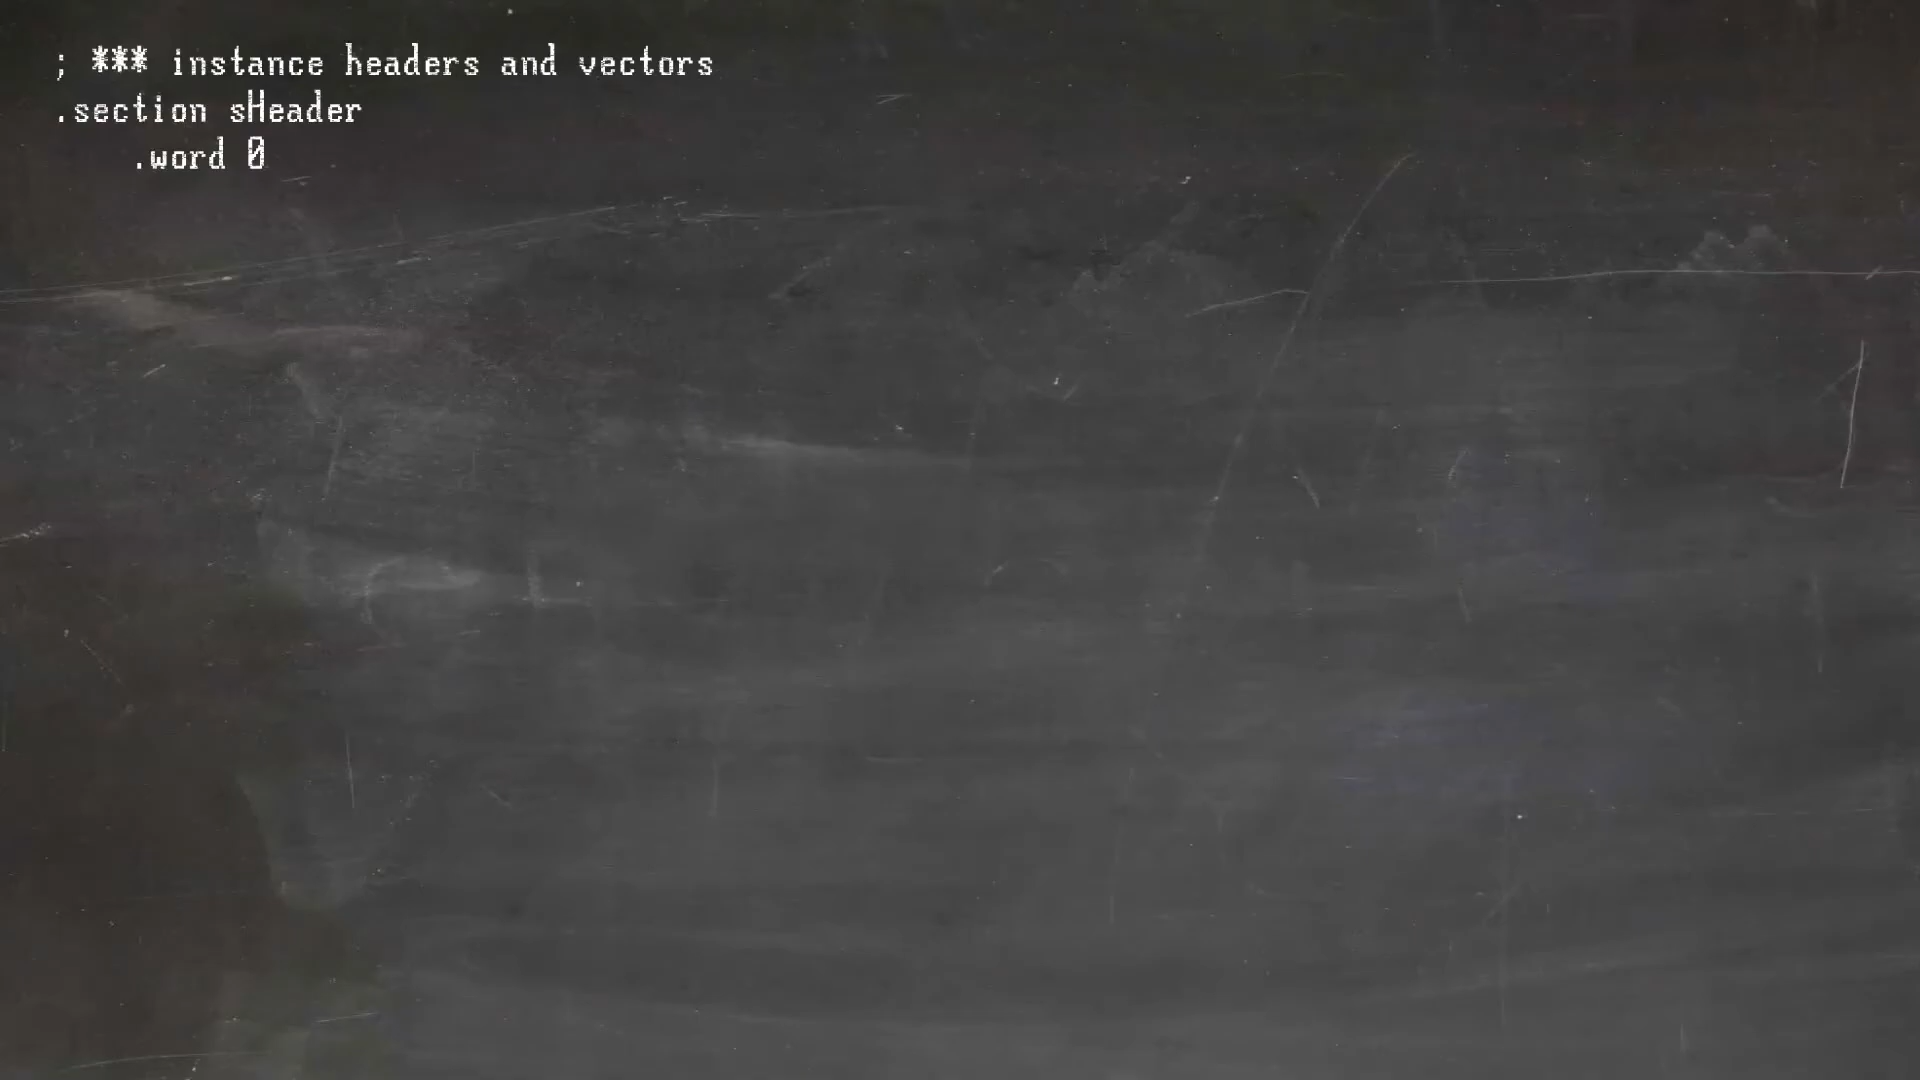 ; *** instance headers and vectors
.section sHeader
    .word 0